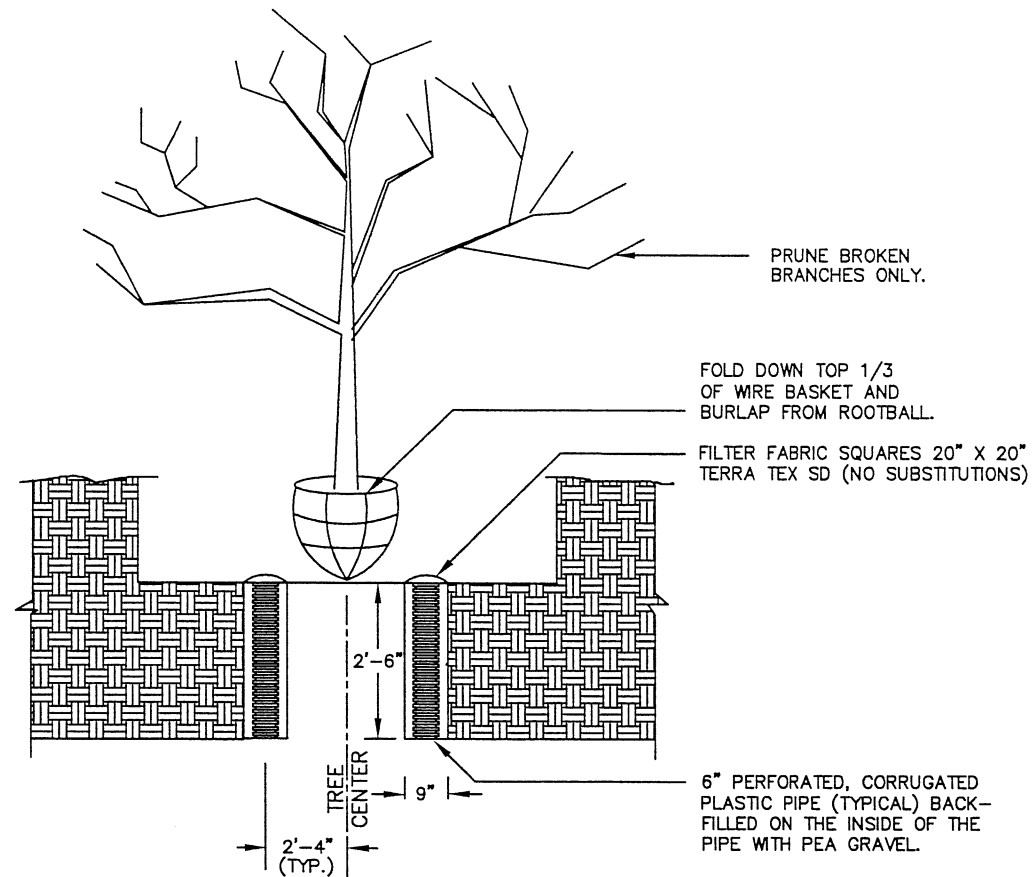 PRUNE BROKEN
BRANCHES ONLY.
FOLD DOWN TOP 1/3
OF WIRE BASKET AND
BURLAP FROM ROOTBALL.
FILTER FABRIC SQUARES 20" X 20"
TERRA TEX SD (NO SUBSTITUTIONS)
2'-6"
TREE
CENTER
9"
2'-4"
(TYP.)
6" PERFORATED, CORRUGATED
PLASTIC PIPE (TYPICAL) BACK-
FILLED ON THE INSIDE OF THE
PIPE WITH PEA GRAVEL.